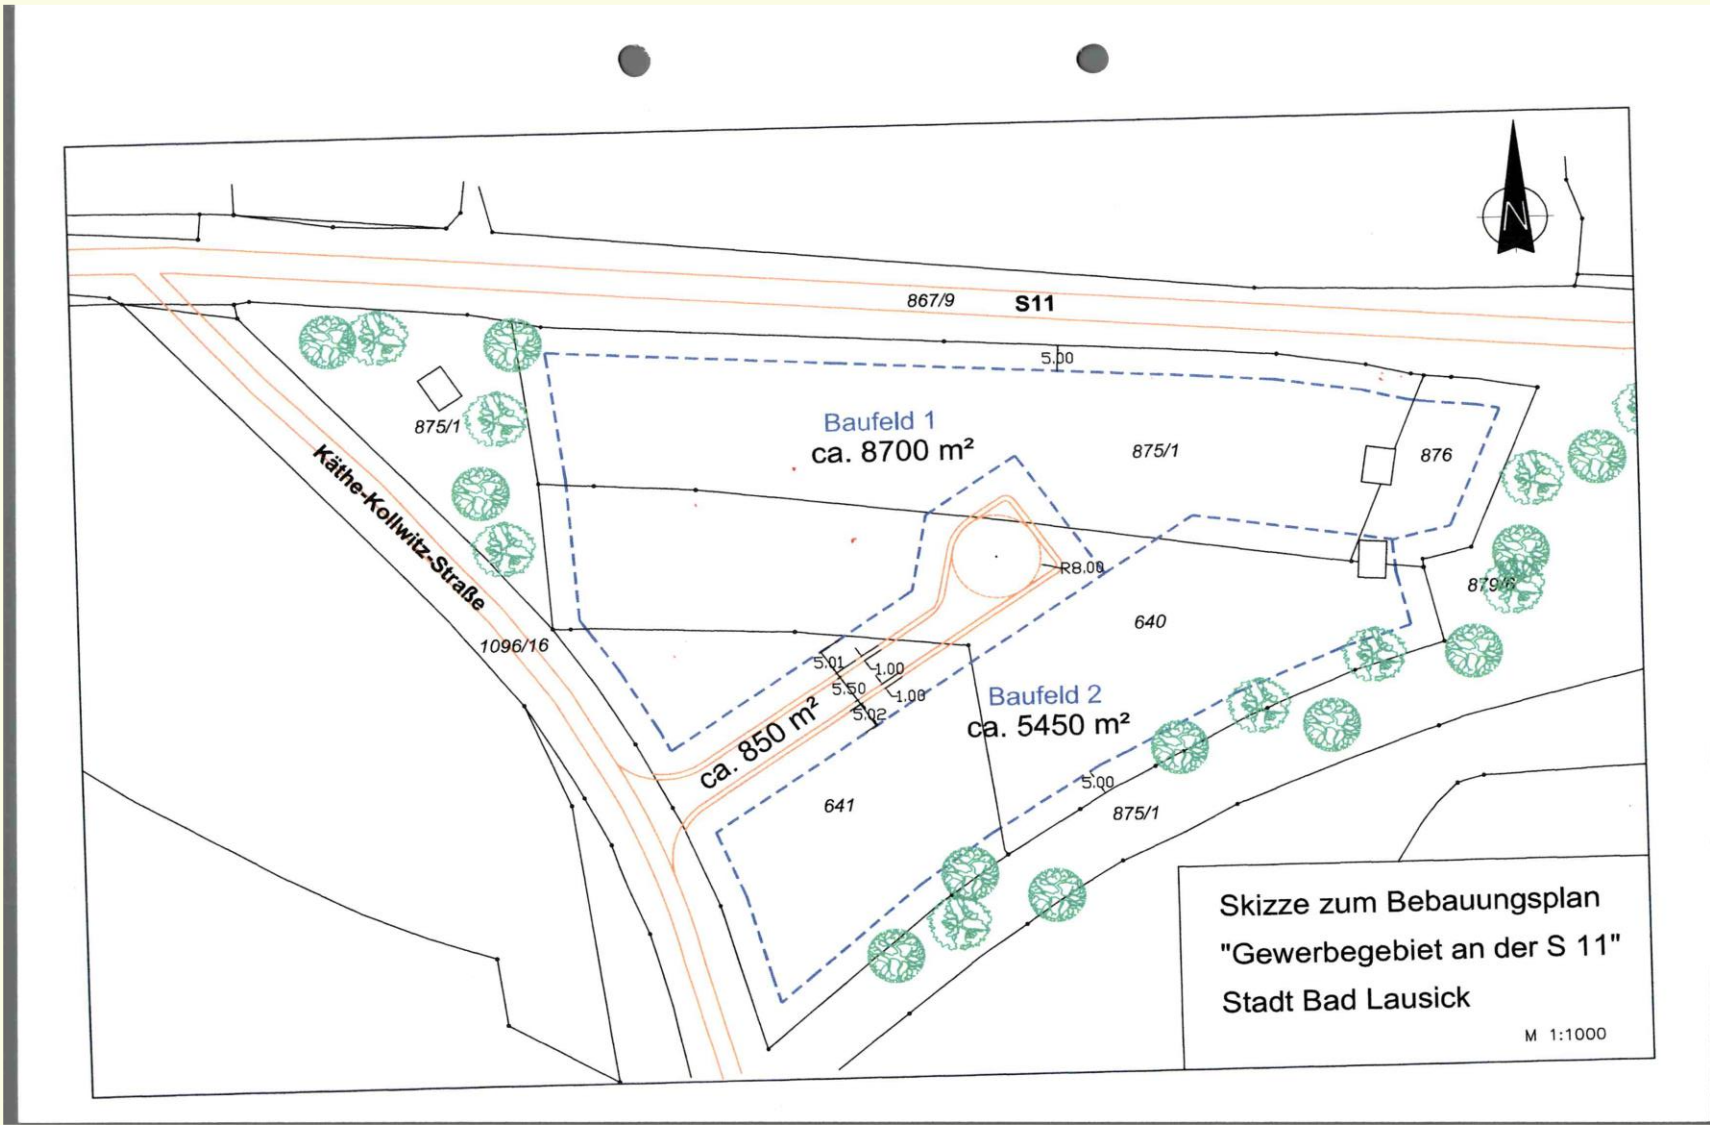 N
867/9 S11
5.00
Baufeld 1
ca. 8700 m²
875/1
875/1
876
Käthe-Kollwitz-Straße
R8.00
879/6
640
1096/16
5.01
1.00
5.50
1.00
5.02
Baufeld 2
ca. 5450 m²
ca. 850 m²
5.00
641
875/1
Skizze zum Bebauungsplan
"Gewerbegebiet an der S 11"
Stadt Bad Lausick
M 1:1000